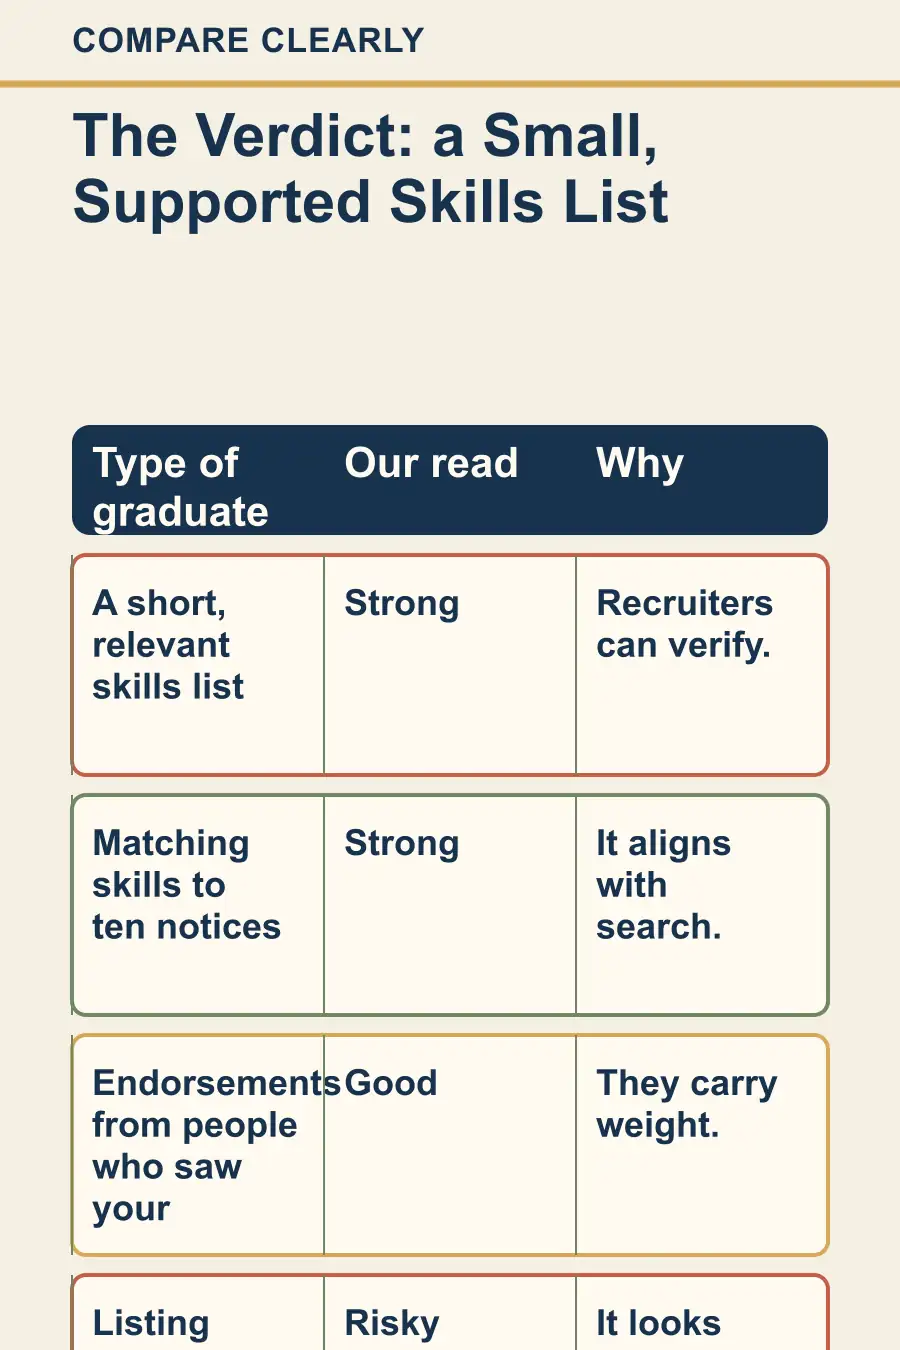 COMPARE CLEARLY
The Verdict: a Small,
Supported Skills List
Type of graduate
Our read
Why
A short,
relevant
skills list
Strong
Recruiters
can verify.
Matching
skills to
ten notices
Strong
It aligns
with
search.
Endorsements
from people
who saw
your
Good
They carry
weight.
Listing
Risky
It looks